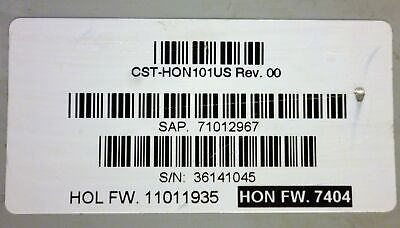 CST-HON101US Rev. 00
SAP. 71012967
S/N: 36141045
HOL FW. 11011935 HON FW. 7404